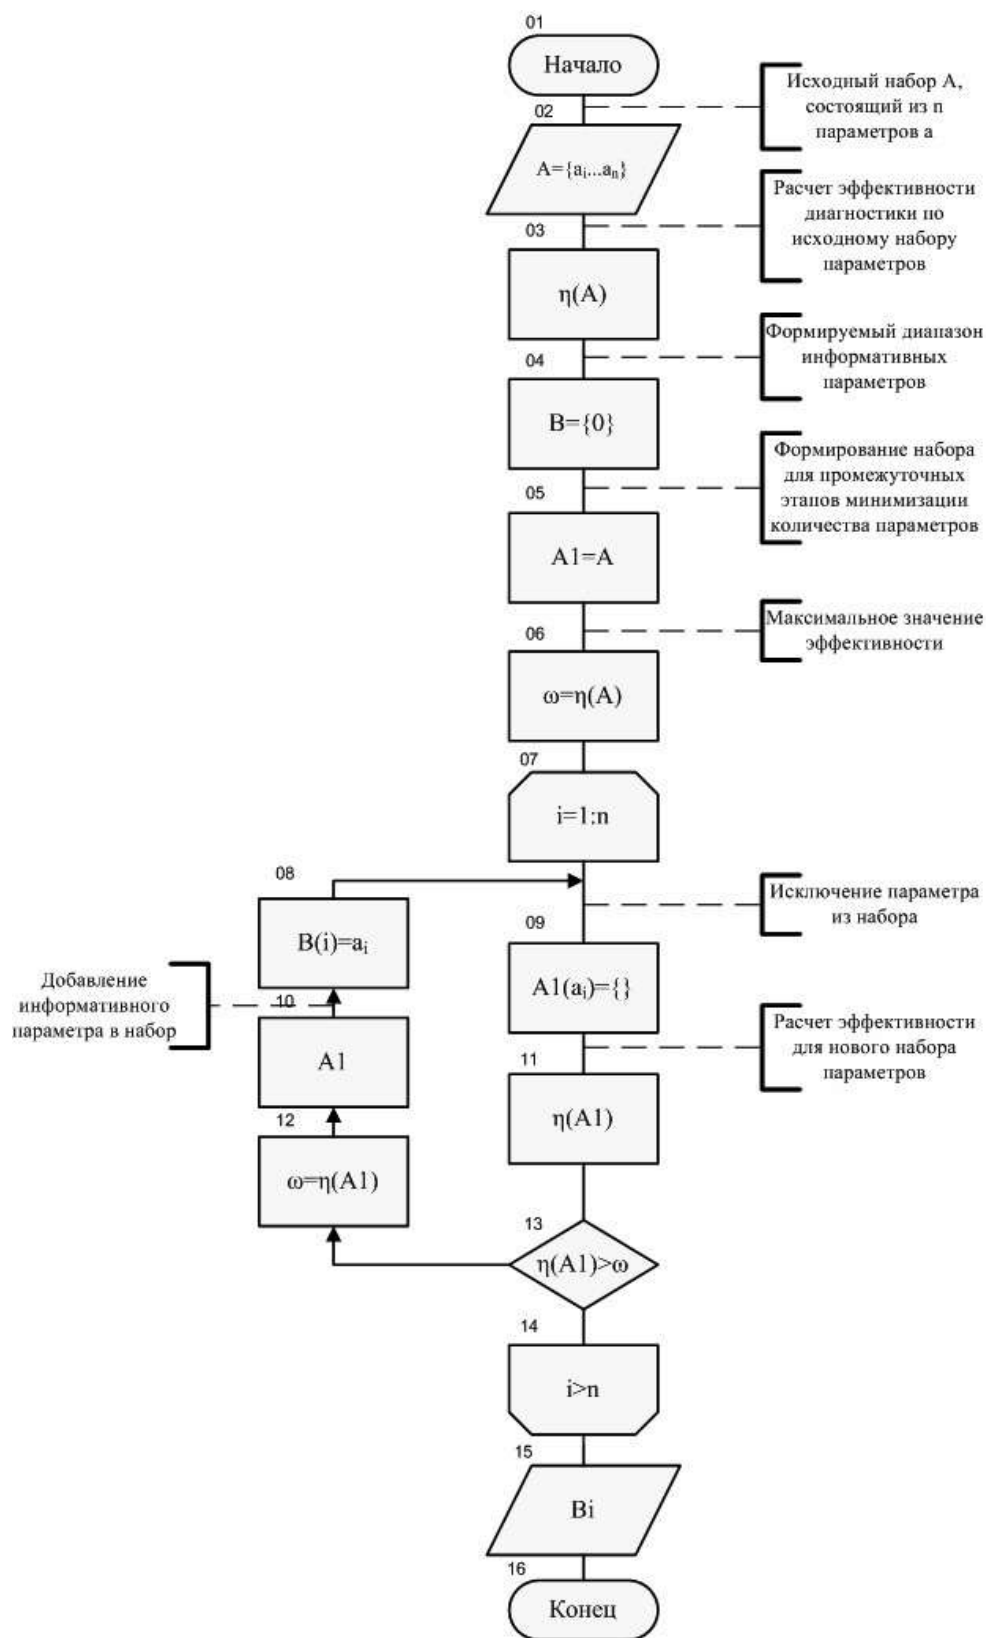 01
Начало
Исходный набор А,
состоящий из n
параметров а
02
A={aᵢ...aₙ}
Расчет эффективности
диагностики по
исходному набору
параметров
03
η(A)
Формируемый диапазон
информативных
параметров
04
B={0}
Формирование набора
для промежуточных
этапов минимизации
количества параметров
05
A1=A
Максимальное значение
эффективности
06
ω=η(A)
07
i=1:n
08
B(i)=aᵢ
Исключение параметра
из набора
09
A1(aᵢ)={}
Добавление
информативного
параметра в набор
10
A1
Расчет эффективности
для нового набора
параметров
11
η(A1)
12
ω=η(A1)
13
η(A1)>ω
14
i>n
15
Bi
16
Конец